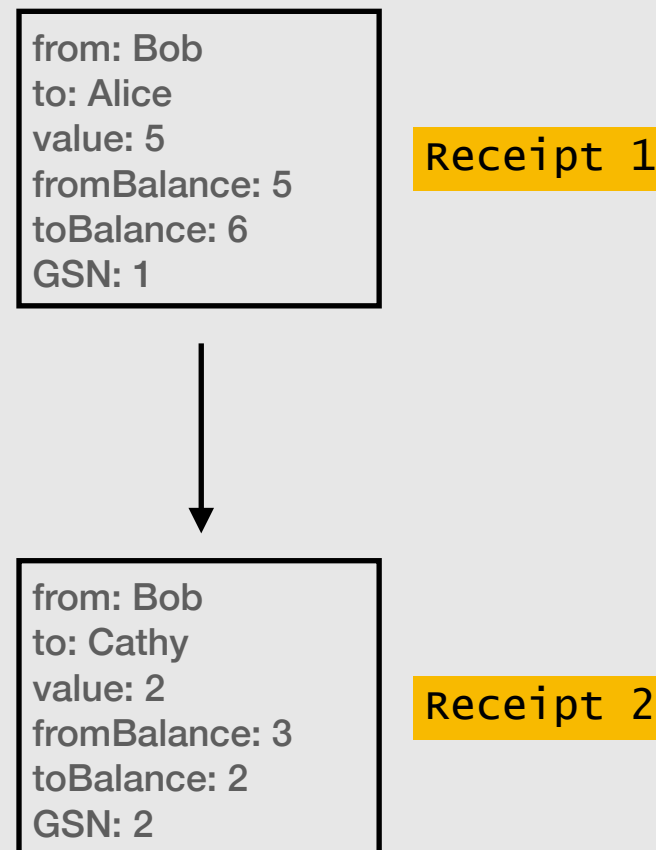 from: Bob
to: Alice
value: 5
fromBalance: 5
toBalance: 6
GSN: 1
Receipt 1
from: Bob
to: Cathy
value: 2
fromBalance: 3
toBalance: 2
GSN: 2
Receipt 2